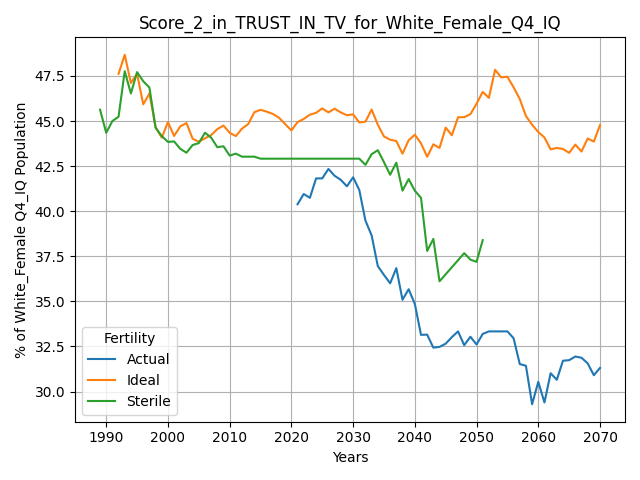 Score_2_in_TRUST_IN_TV_for_White_Female_Q4_IQ
% of White_Female Q4_IQ Population
47.5
45.0
42.5
40.0
37.5
35.0
32.5
30.0
Fertility
Actual
Ideal
Sterile
1990 2000 2010 2020 2030 2040 2050 2060 2070
Years